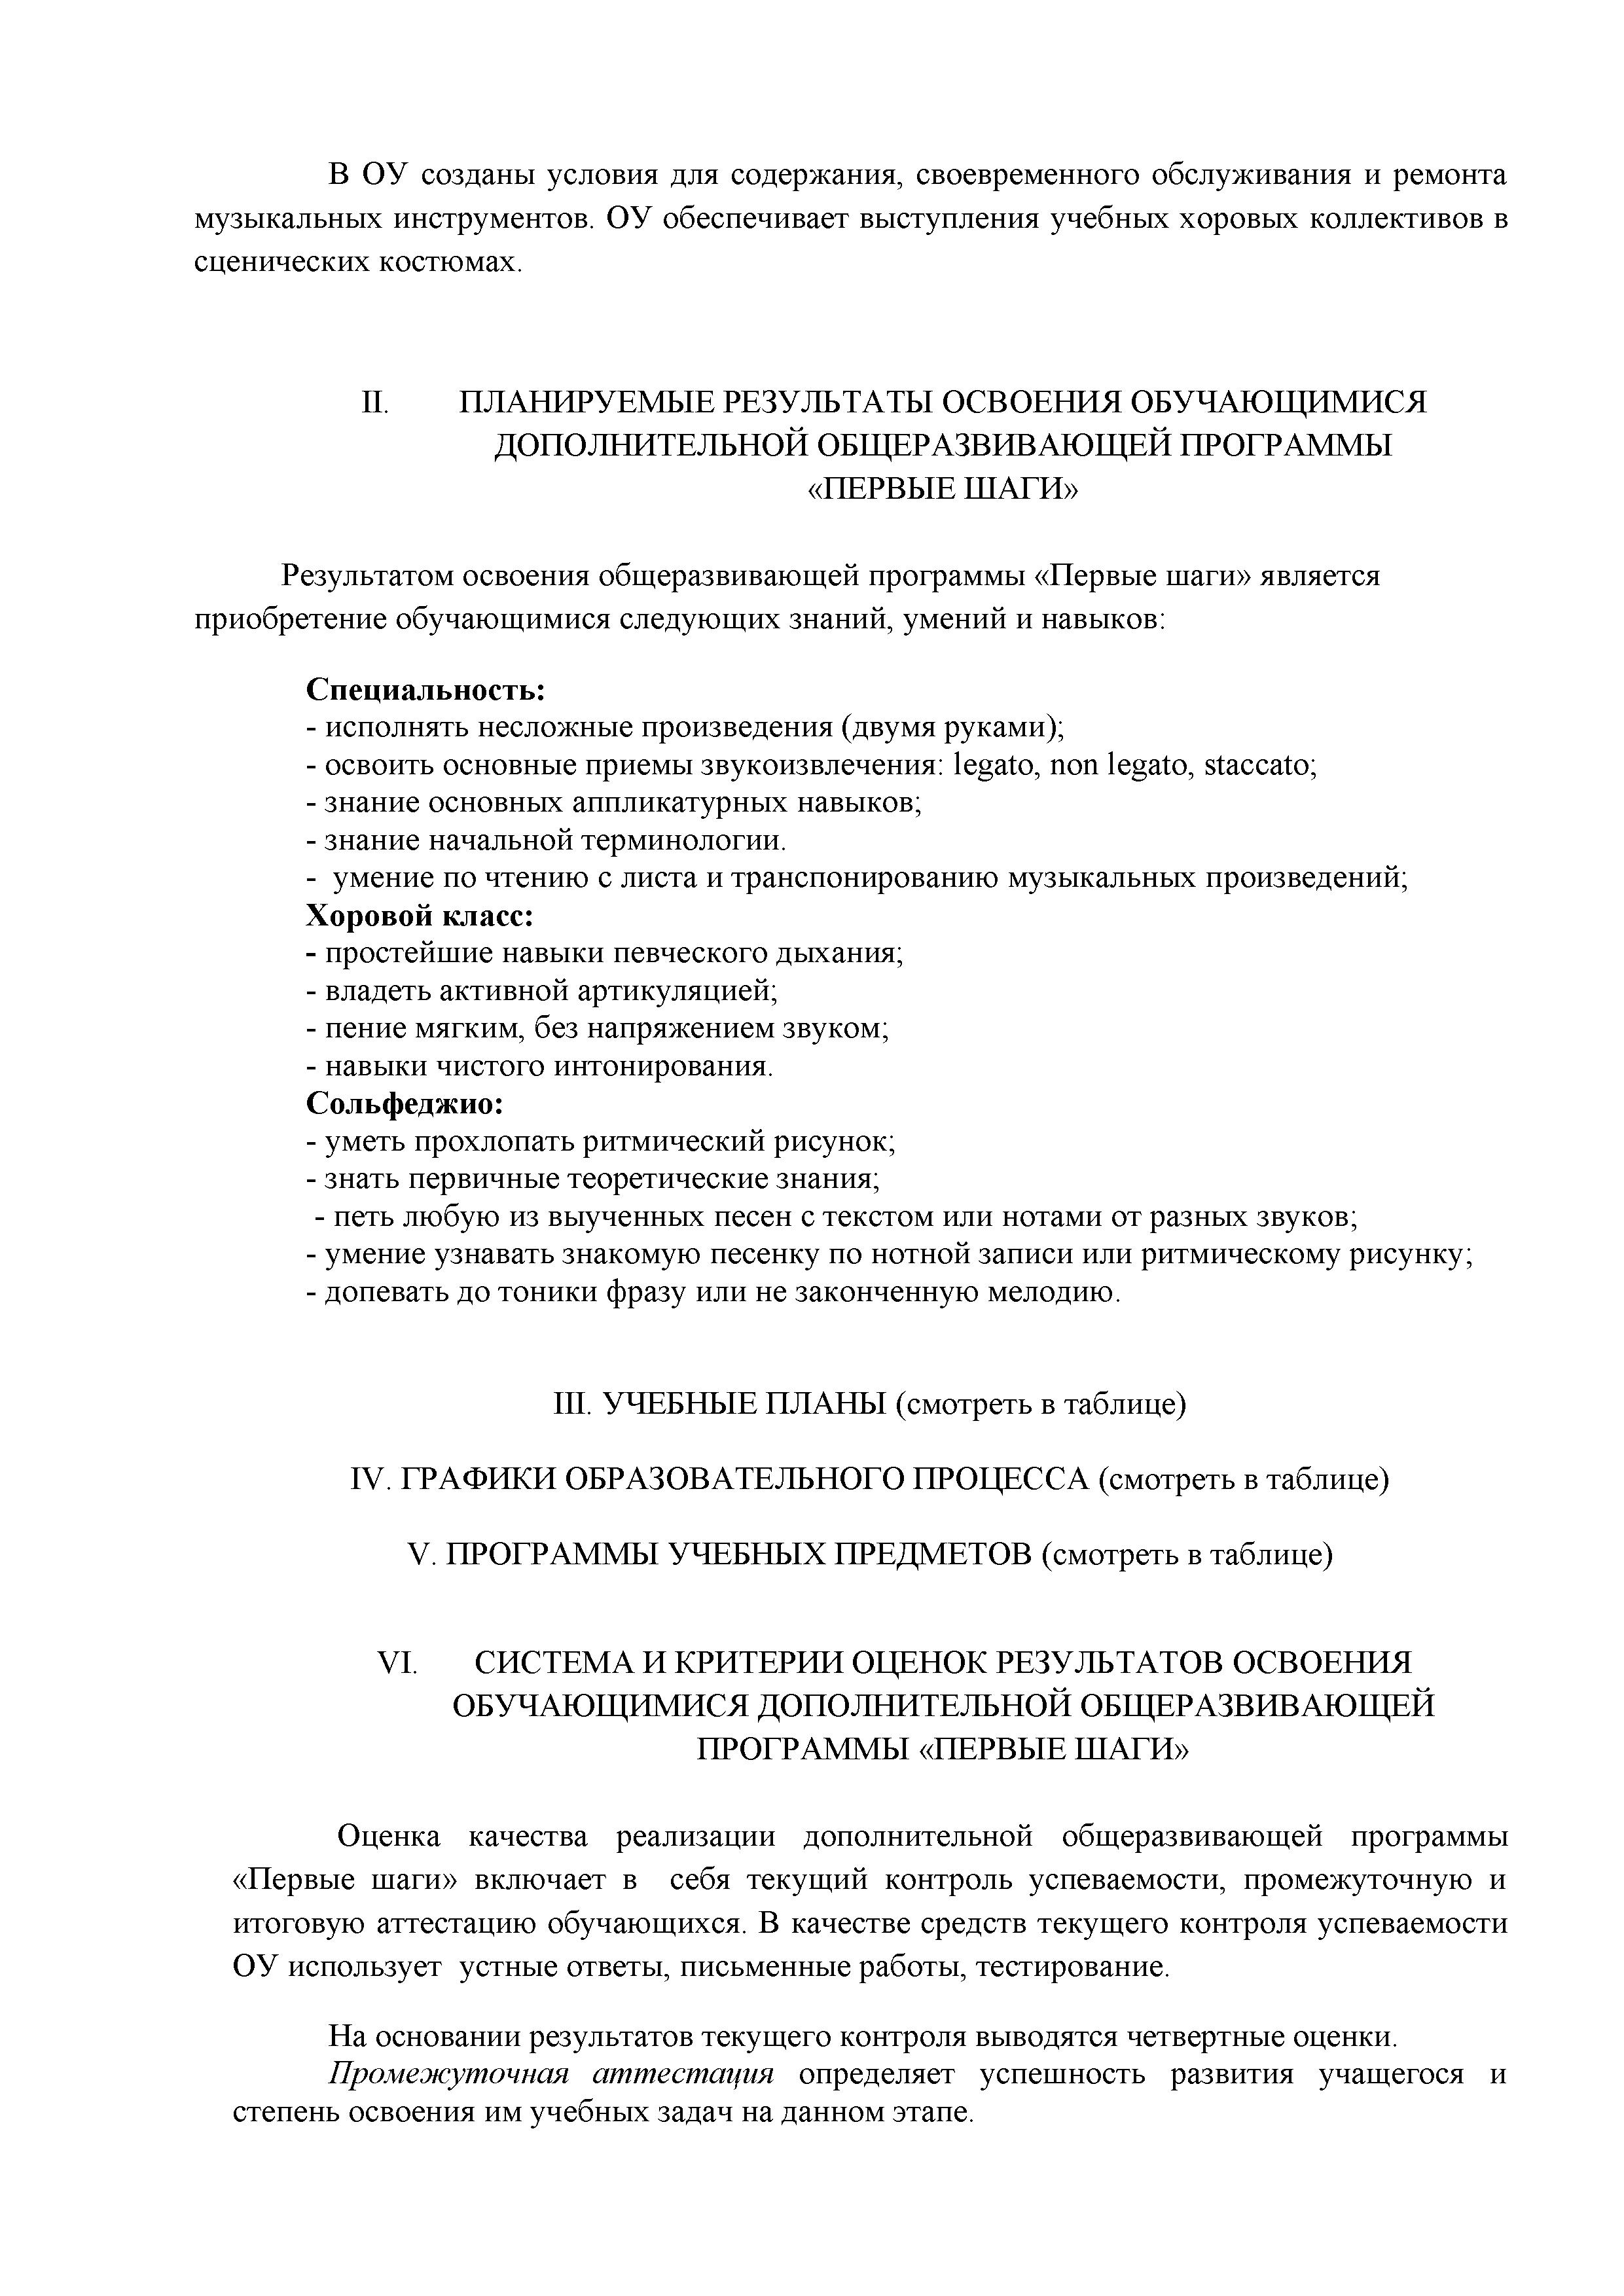 В ОУ созданы условия для содержания, своевременного обслуживания и ремонта
музыкальных инструментов. ОУ обеспечивает выступления учебных хоровых коллективов в
сценических костюмах.
II. ПЛАНИРУЕМЫЕ РЕЗУЛЬТАТЫ ОСВОЕНИЯ ОБУЧАЮЩИМИСЯ
ДОПОЛНИТЕЛЬНОЙ ОБЩЕРАЗВИВАЮЩЕЙ ПРОГРАММЫ
«ПЕРВЫЕ ШАГИ»
Результатом освоения общеразвивающей программы «Первые шаги» является
приобретение обучающимися следующих знаний, умений и навыков:
Специальность:
- исполнять несложные произведения (двумя руками);
- освоить основные приемы звукоизвлечения: legato, non legato, staccato;
- знание основных аппликатурных навыков;
- знание начальной терминологии.
- умение по чтению с листа и транспонированию музыкальных произведений;
Хоровой класс:
- простейшие навыки певческого дыхания;
- владеть активной артикуляцией;
- пение мягким, без напряжением звуком;
- навыки чистого интонирования.
Сольфеджио:
- уметь прохлопать ритмический рисунок;
- знать первичные теоретические знания;
- петь любую из выученных песен с текстом или нотами от разных звуков;
- умение узнавать знакомую песенку по нотной записи или ритмическому рисунку;
- допевать до тоники фразу или не законченную мелодию.
III. УЧЕБНЫЕ ПЛАНЫ (смотреть в таблице)
IV. ГРАФИКИ ОБРАЗОВАТЕЛЬНОГО ПРОЦЕССА (смотреть в таблице)
V. ПРОГРАММЫ УЧЕБНЫХ ПРЕДМЕТОВ (смотреть в таблице)
VI. СИСТЕМА И КРИТЕРИИ ОЦЕНОК РЕЗУЛЬТАТОВ ОСВОЕНИЯ
ОБУЧАЮЩИМИСЯ ДОПОЛНИТЕЛЬНОЙ ОБЩЕРАЗВИВАЮЩЕЙ
ПРОГРАММЫ «ПЕРВЫЕ ШАГИ»
Оценка качества реализации дополнительной общеразвивающей программы
«Первые шаги» включает в себя текущий контроль успеваемости, промежуточную и
итоговую аттестацию обучающихся. В качестве средств текущего контроля успеваемости
ОУ использует устные ответы, письменные работы, тестирование.
На основании результатов текущего контроля выводятся четвертные оценки.
Промежуточная аттестация определяет успешность развития учащегося и
степень освоения им учебных задач на данном этапе.